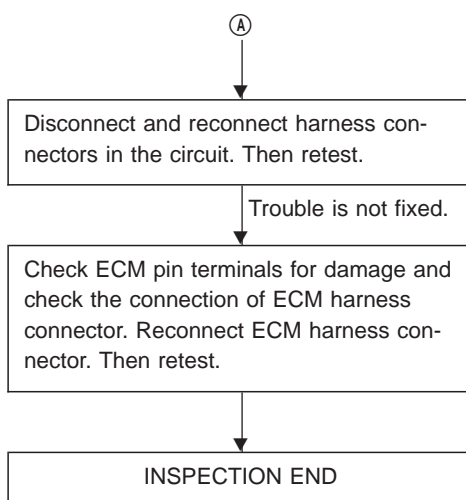 Ⓐ
Disconnect and reconnect harness con-
nectors in the circuit. Then retest.
Trouble is not fixed.
Check ECM pin terminals for damage and
check the connection of ECM harness
connector. Reconnect ECM harness con-
nector. Then retest.
INSPECTION END